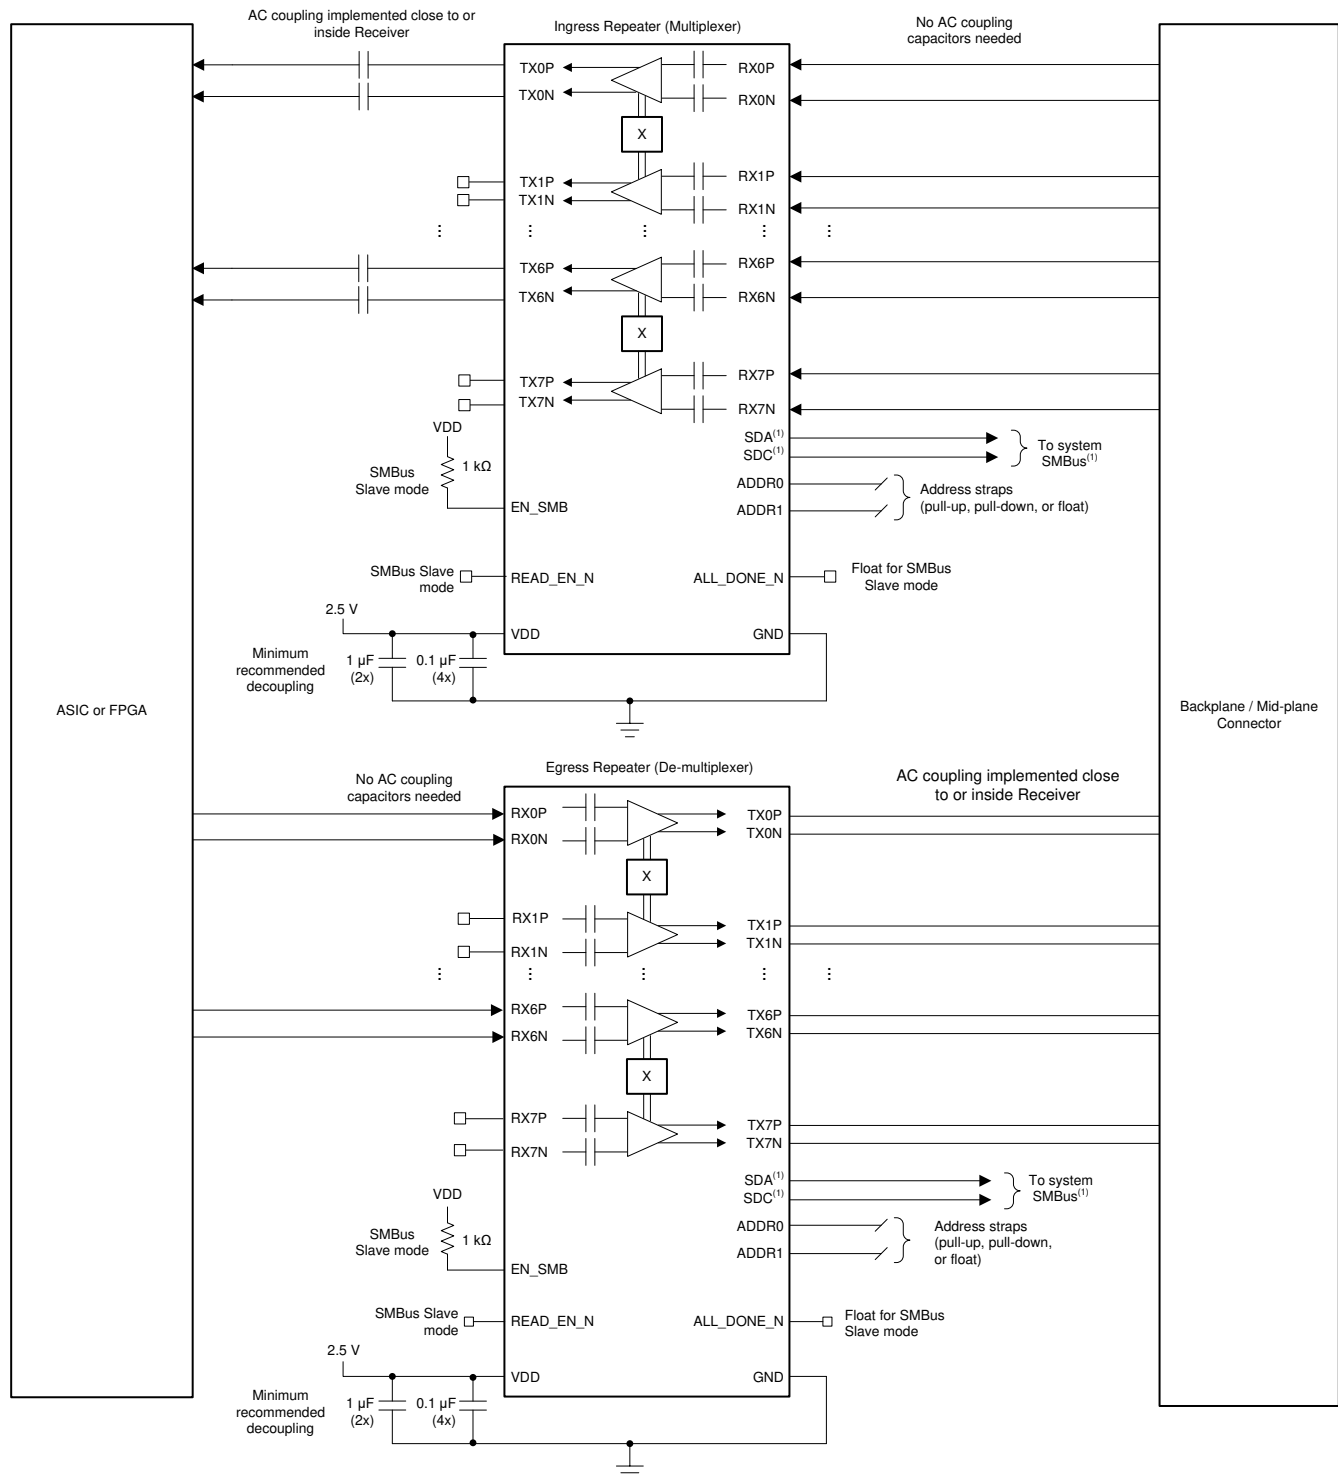 AC coupling implemented close to or
inside Receiver
Ingress Repeater (Multiplexer)
No AC coupling
capacitors needed
TX0P
RX0P
TX0N
RX0N
X
TX1P
RX1P
TX1N
RX1N
TX6P
RX6P
TX6N
RX6N
X
TX7P
RX7P
TX7N
RX7N
VDD
SDA(1)
SDC(1)
To system
SMBus(1)
SMBus
Slave mode
1 kΩ
ADDR0
ADDR1
Address straps
(pull-up, pull-down, or float)
EN_SMB
SMBus Slave
mode
READ_EN_N
ALL_DONE_N
Float for SMBus
Slave mode
2.5 V
VDD
GND
Minimum
recommended
decoupling
1 µF
(2x)
0.1 µF
(4x)
ASIC or FPGA
Backplane / Mid-plane
Connector
Egress Repeater (De-multiplexer)
No AC coupling
capacitors needed
AC coupling implemented close
to or inside Receiver
RX0P
TX0P
RX0N
TX0N
X
RX1P
TX1P
RX1N
TX1N
RX6P
TX6P
RX6N
TX6N
X
RX7P
TX7P
RX7N
TX7N
VDD
SDA(1)
SDC(1)
To system
SMBus(1)
SMBus
Slave mode
1 kΩ
ADDR0
ADDR1
Address straps
(pull-up, pull-down,
or float)
EN_SMB
SMBus Slave
mode
READ_EN_N
ALL_DONE_N
Float for SMBus
Slave mode
2.5 V
VDD
GND
Minimum
recommended
decoupling
1 µF
(2x)
0.1 µF
(4x)